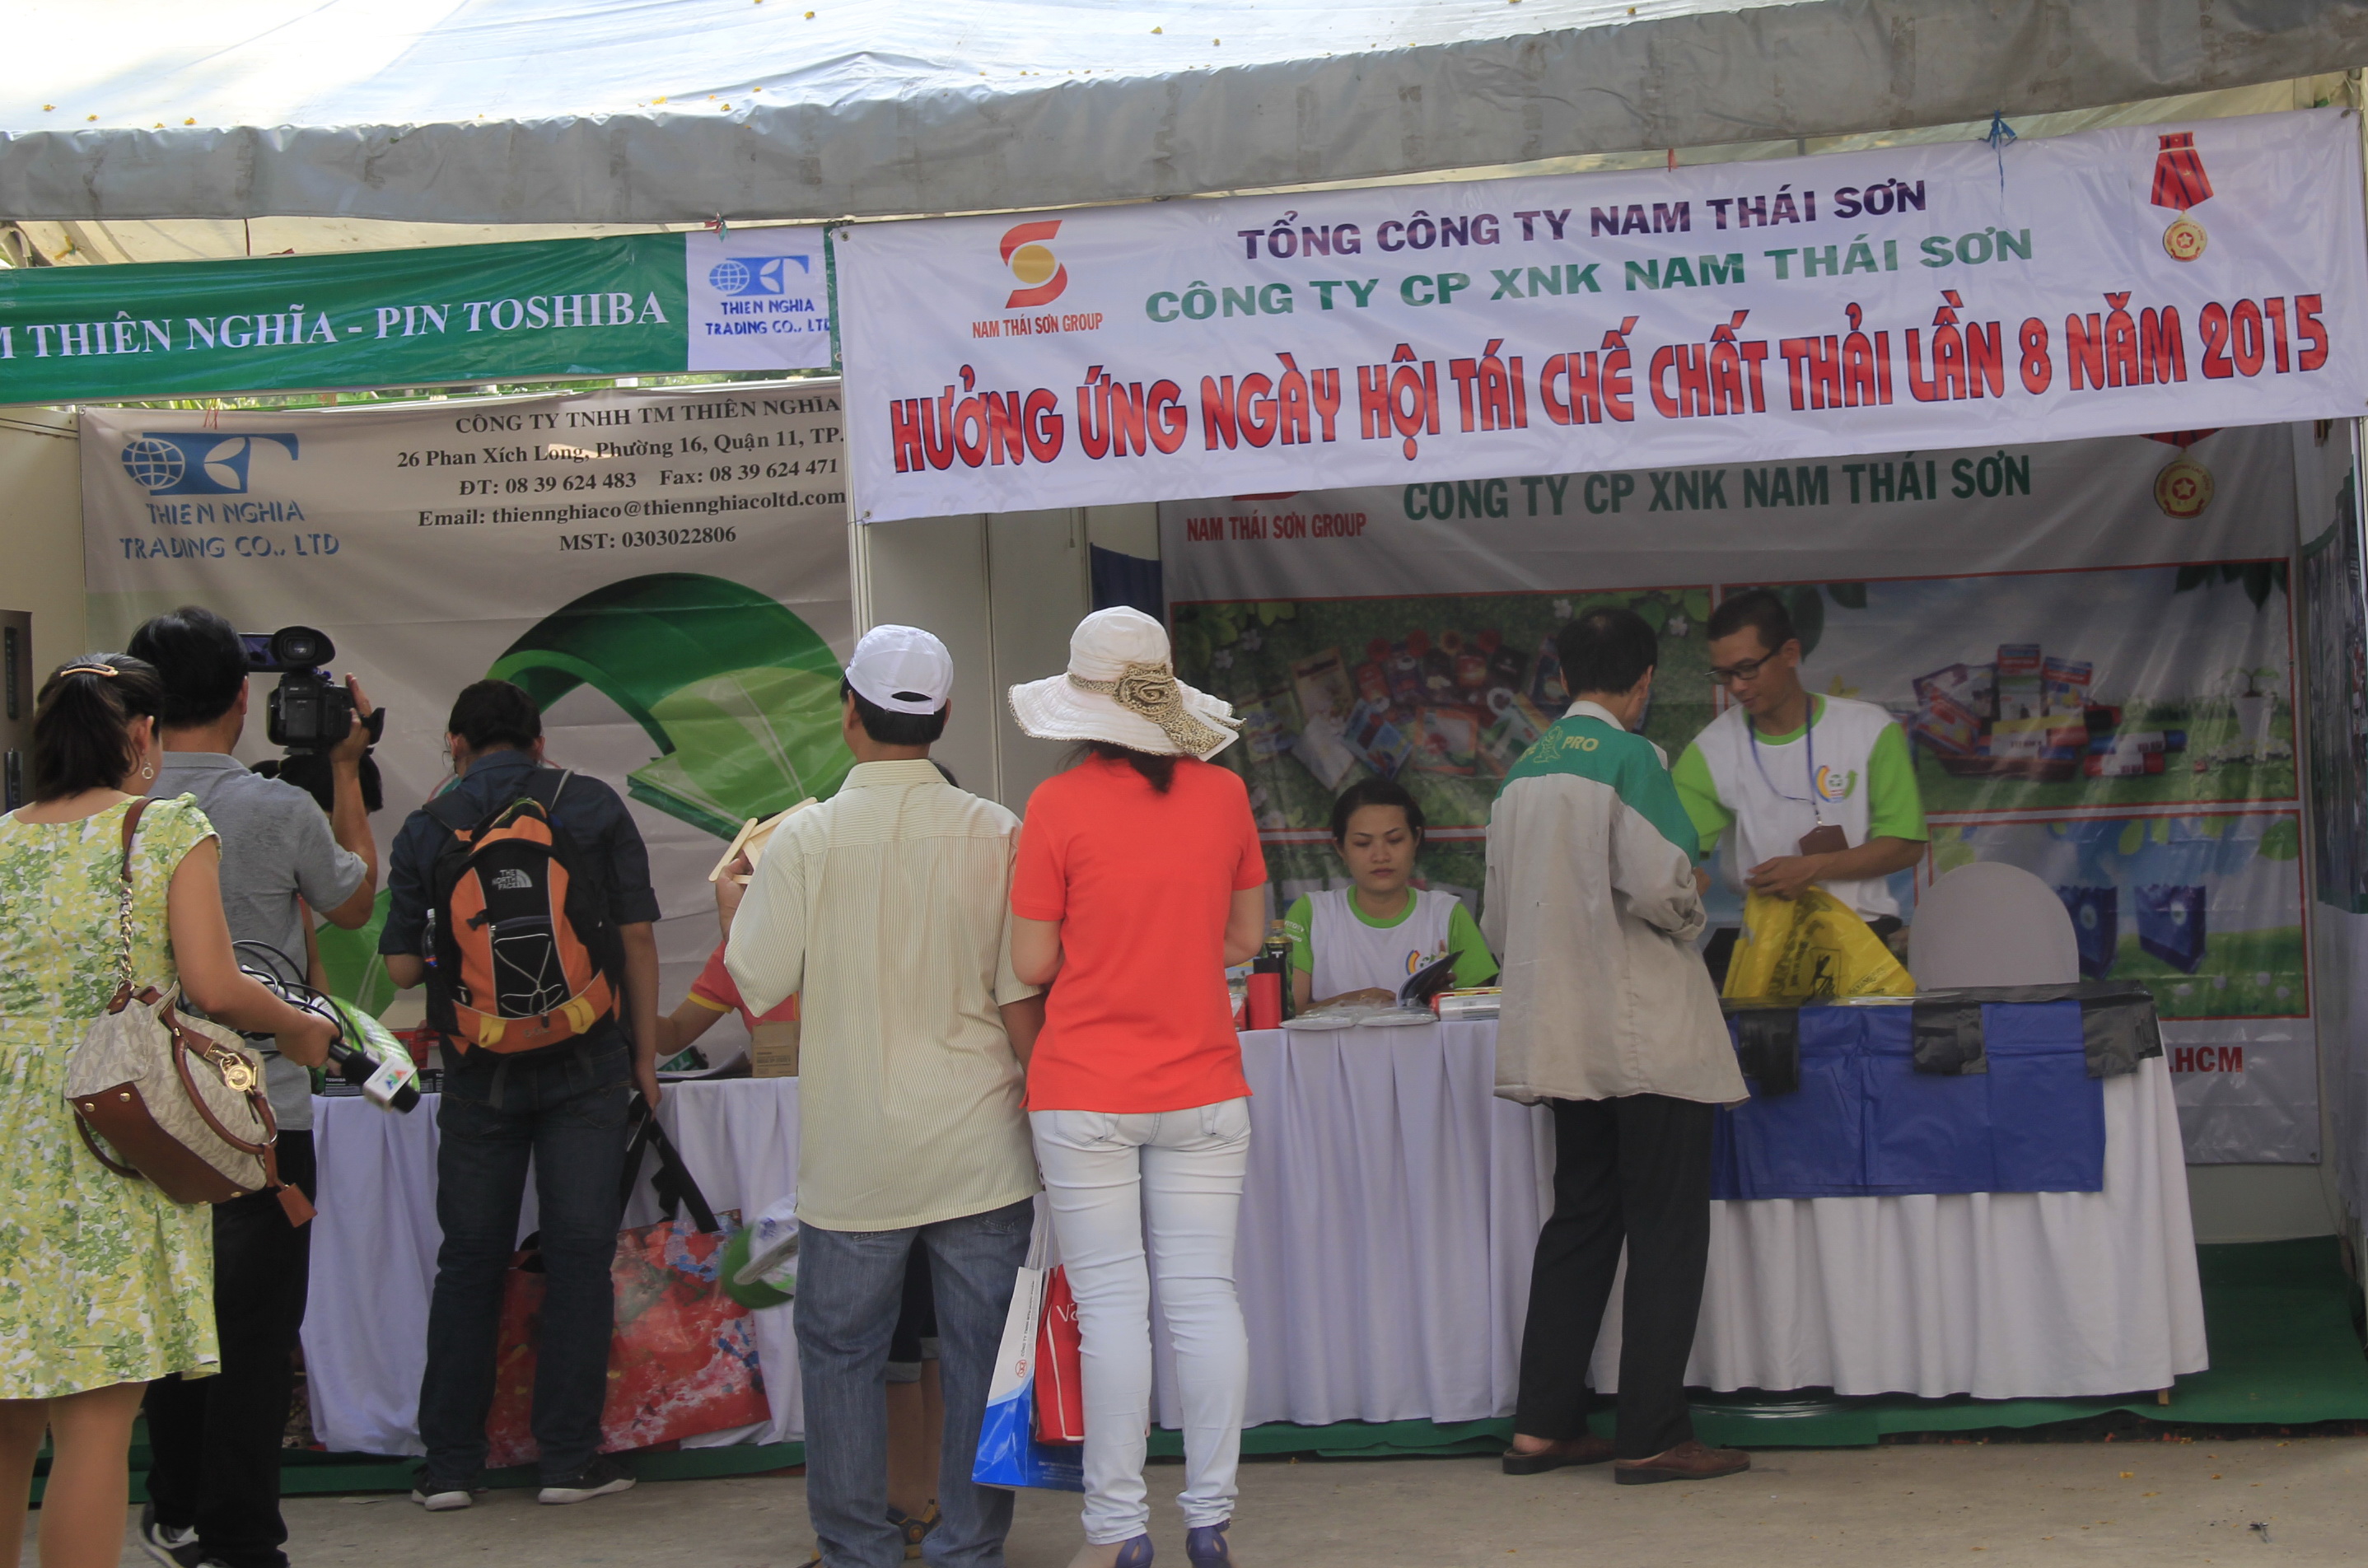 M THIÊN NGHĨA - PIN TOSHIBA
THIEN NGHIA
TRADING CO., LTD
CÔNG TY TNHH TM THIÊN NGHĨA
26 Phan Xích Long, Phường 16, Quận 11, TP.
ĐT: 08 39 624 483 Fax: 08 39 624 471
Email: thiennghiaco@thiennghiacoltd.com
MST: 0303022806
THIEN NGHIA
TRADING CO., LTD
TỔNG CÔNG TY NAM THÁI SƠN
CÔNG TY CP XNK NAM THÁI SƠN
NAM THÁI SƠN GROUP
HƯỞNG ỨNG NGÀY HỘI TÁI CHẾ CHẤT THẢI LẦN 8 NĂM 2015
CÔNG TY CP XNK NAM THÁI SƠN
NAM THÁI SƠN GROUP
PRO
THE NORTH FACE
.HCM